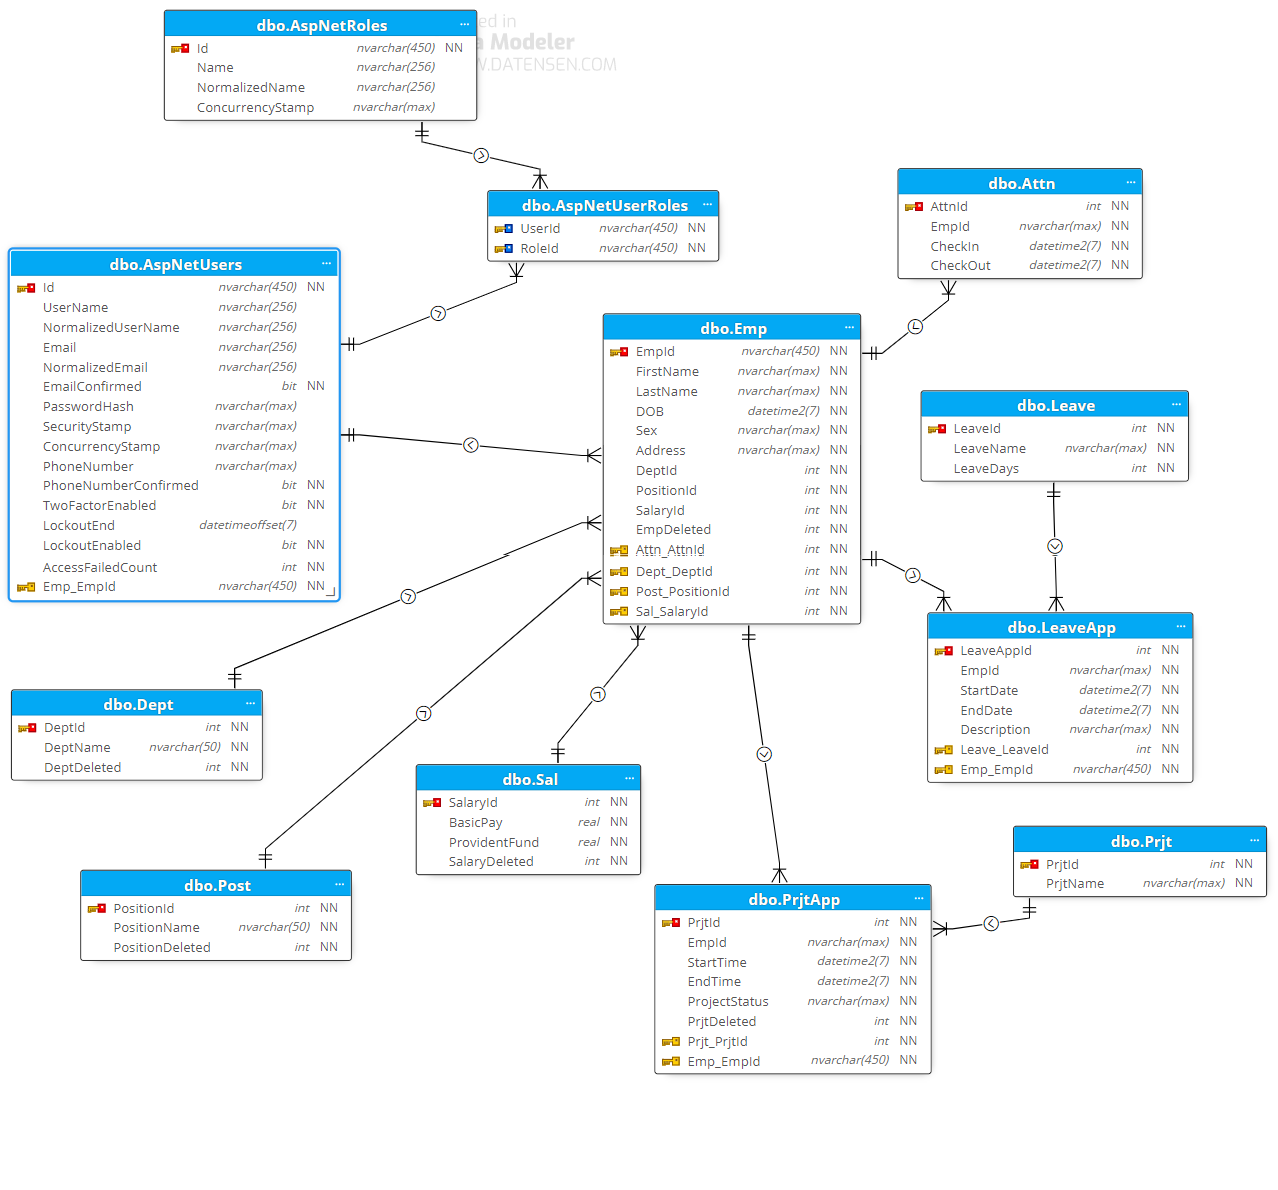 dbo.AspNetRoles ...
Id nvarchar(450) NN
Name nvarchar(256)
NormalizedName nvarchar(256)
ConcurrencyStamp nvarchar(max)
ed in
Modeler
W.DATENSEN.COM
dbo.AspNetUserRoles ...
UserId nvarchar(450) NN
RoleId nvarchar(450) NN
dbo.Attn ...
AttnId int NN
EmpId nvarchar(max) NN
CheckIn datetime2(7) NN
CheckOut datetime2(7) NN
dbo.AspNetUsers ...
Id nvarchar(450) NN
UserName nvarchar(256)
NormalizedUserName nvarchar(256)
Email nvarchar(256)
NormalizedEmail nvarchar(256)
EmailConfirmed bit NN
PasswordHash nvarchar(max)
SecurityStamp nvarchar(max)
ConcurrencyStamp nvarchar(max)
PhoneNumber nvarchar(max)
PhoneNumberConfirmed bit NN
TwoFactorEnabled bit NN
LockoutEnd datetimeoffset(7)
LockoutEnabled bit NN
AccessFailedCount int NN
Emp_EmpId nvarchar(450) NN
dbo.Emp ...
EmpId nvarchar(450) NN
FirstName nvarchar(max) NN
LastName nvarchar(max) NN
DOB datetime2(7) NN
Sex nvarchar(max) NN
Address nvarchar(max) NN
DeptId int NN
PositionId int NN
SalaryId int NN
EmpDeleted int NN
Attn_AttnId int NN
Dept_DeptId int NN
Post_PositionId int NN
Sal_SalaryId int NN
dbo.Leave ...
LeaveId int NN
LeaveName nvarchar(max) NN
LeaveDays int NN
dbo.LeaveApp ...
LeaveAppId int NN
EmpId nvarchar(max) NN
StartDate datetime2(7) NN
EndDate datetime2(7) NN
Description nvarchar(max) NN
Leave_LeaveId int NN
Emp_EmpId nvarchar(450) NN
dbo.Dept ...
DeptId int NN
DeptName nvarchar(50) NN
DeptDeleted int NN
dbo.Sal ...
SalaryId int NN
BasicPay real NN
ProvidentFund real NN
SalaryDeleted int NN
dbo.Post ...
PositionId int NN
PositionName nvarchar(50) NN
PositionDeleted int NN
dbo.Prjt ...
PrjtId int NN
PrjtName nvarchar(max) NN
dbo.PrjtApp ...
PrjtId int NN
EmpId nvarchar(max) NN
StartTime datetime2(7) NN
EndTime datetime2(7) NN
ProjectStatus nvarchar(max) NN
PrjtDeleted int NN
Prjt_PrjtId int NN
Emp_EmpId nvarchar(450) NN